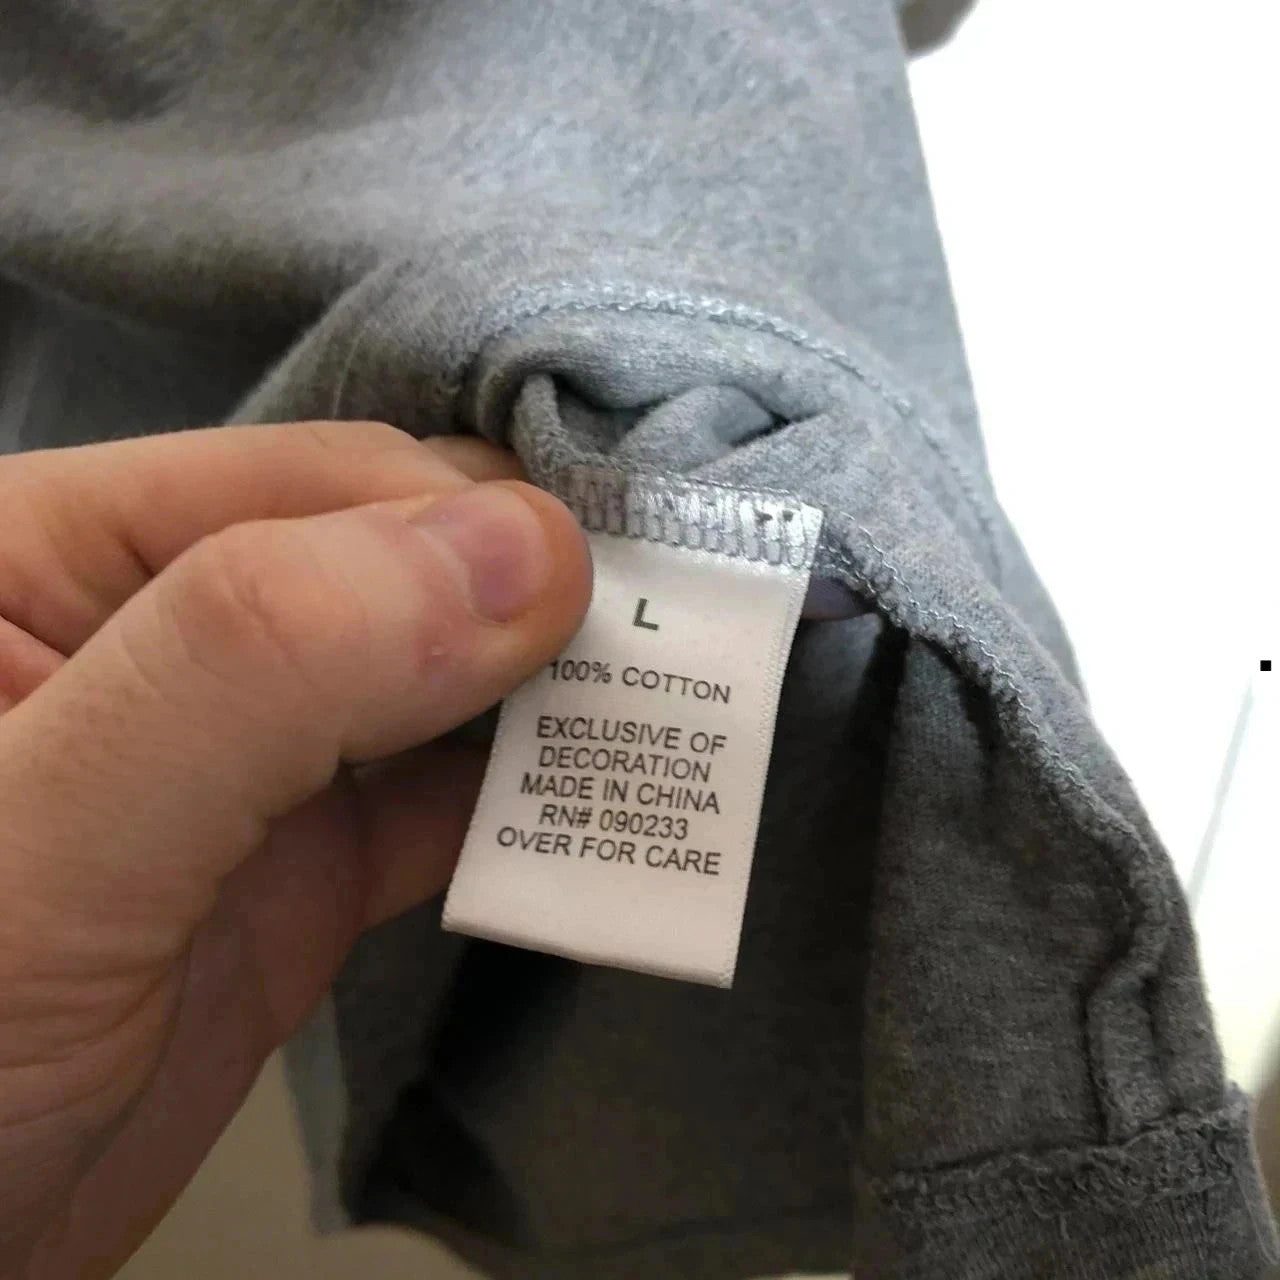 L
100% COTTON
EXCLUSIVE OF
DECORATION
MADE IN CHINA
RN# 090233
OVER FOR CARE